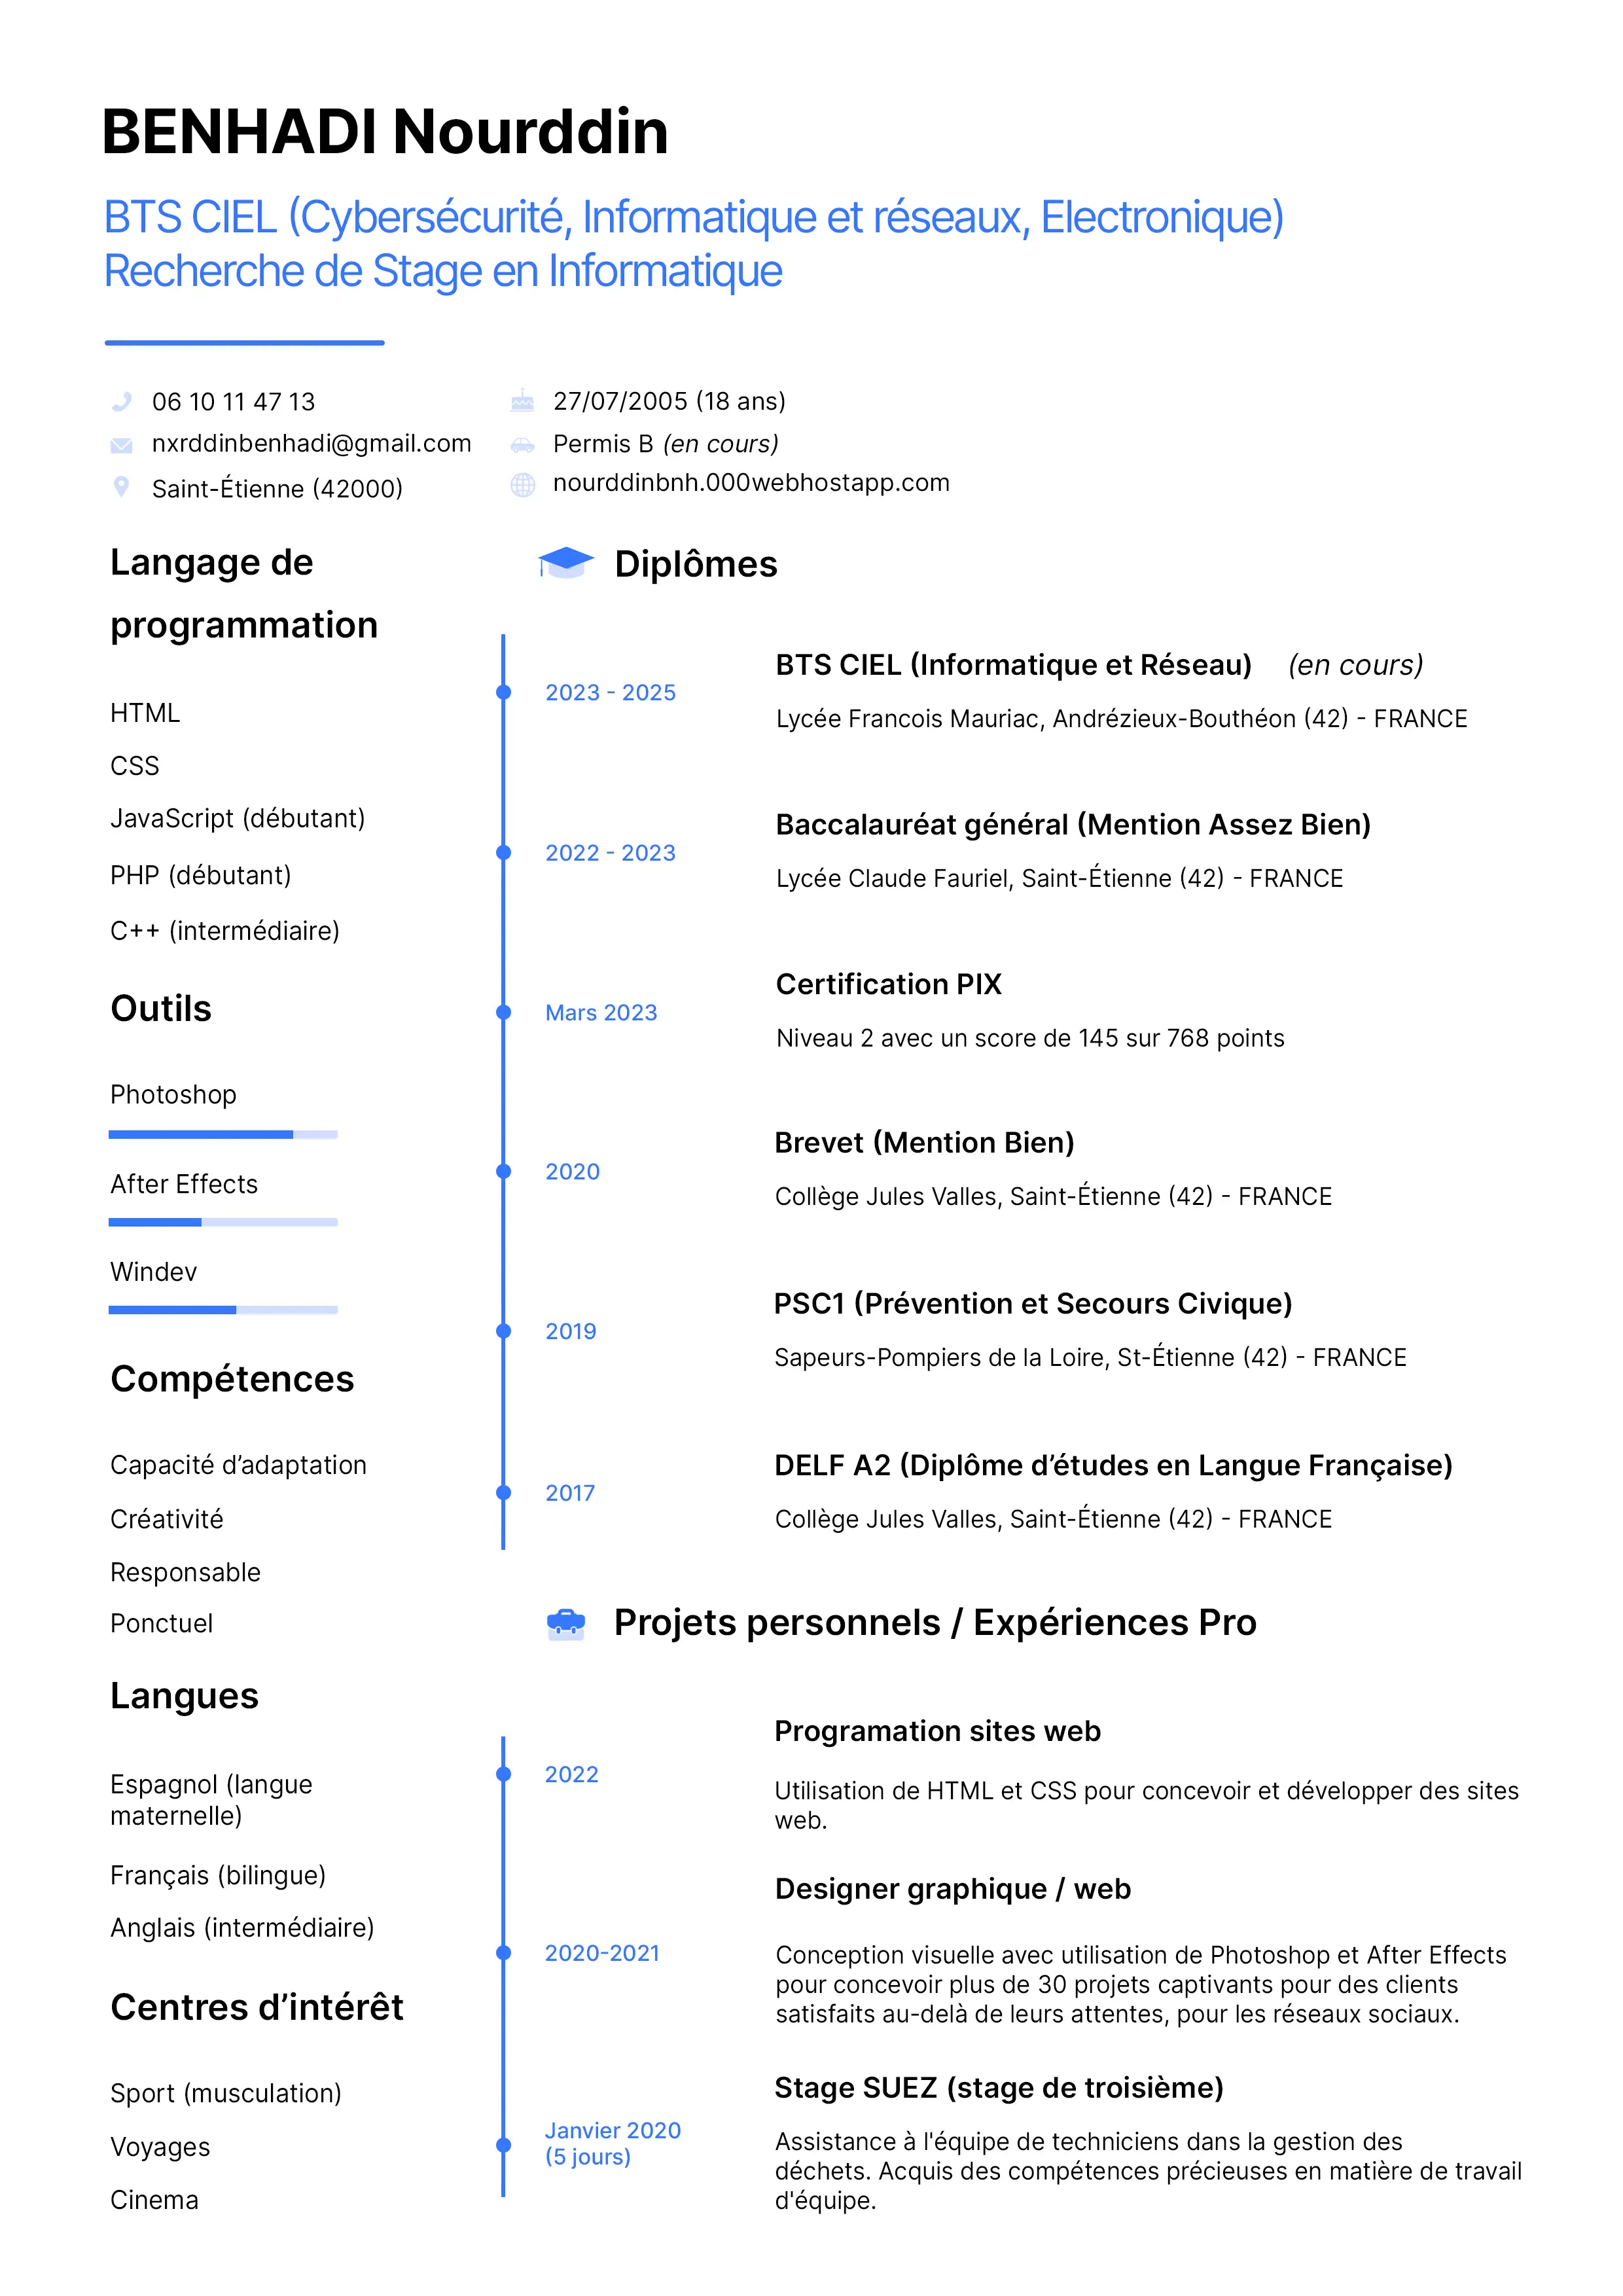 BENHADI Nourddin
BTS CIEL (Cybersécurité, Informatique et réseaux, Electronique)
Recherche de Stage en Informatique
06 10 11 47 13
nxrddinbenhadi@gmail.com
Saint-Étienne (42000)
27/07/2005 (18 ans)
Permis B (en cours)
nourddinbnh.000webhostapp.com
Langage de
programmation
HTML
CSS
JavaScript (débutant)
PHP (débutant)
C++ (intermédiaire)
Outils
Photoshop
After Effects
Windev
Compétences
Capacité d’adaptation
Créativité
Responsable
Ponctuel
Langues
Espagnol (langue
maternelle)
Français (bilingue)
Anglais (intermédiaire)
Centres d’intérêt
Sport (musculation)
Voyages
Cinema
Diplômes
2023 - 2025
BTS CIEL (Informatique et Réseau) (en cours)
Lycée Francois Mauriac, Andrézieux-Bouthéon (42) - FRANCE
2022 - 2023
Baccalauréat général (Mention Assez Bien)
Lycée Claude Fauriel, Saint-Étienne (42) - FRANCE
Mars 2023
Certification PIX
Niveau 2 avec un score de 145 sur 768 points
2020
Brevet (Mention Bien)
Collège Jules Valles, Saint-Étienne (42) - FRANCE
2019
PSC1 (Prévention et Secours Civique)
Sapeurs-Pompiers de la Loire, St-Étienne (42) - FRANCE
2017
DELF A2 (Diplôme d’études en Langue Française)
Collège Jules Valles, Saint-Étienne (42) - FRANCE
Projets personnels / Expériences Pro
2022
Programation sites web
Utilisation de HTML et CSS pour concevoir et développer des sites
web.
2020-2021
Designer graphique / web
Conception visuelle avec utilisation de Photoshop et After Effects
pour concevoir plus de 30 projets captivants pour des clients
satisfaits au-delà de leurs attentes, pour les réseaux sociaux.
Janvier 2020
(5 jours)
Stage SUEZ (stage de troisième)
Assistance à l'équipe de techniciens dans la gestion des
déchets. Acquis des compétences précieuses en matière de travail
d'équipe.